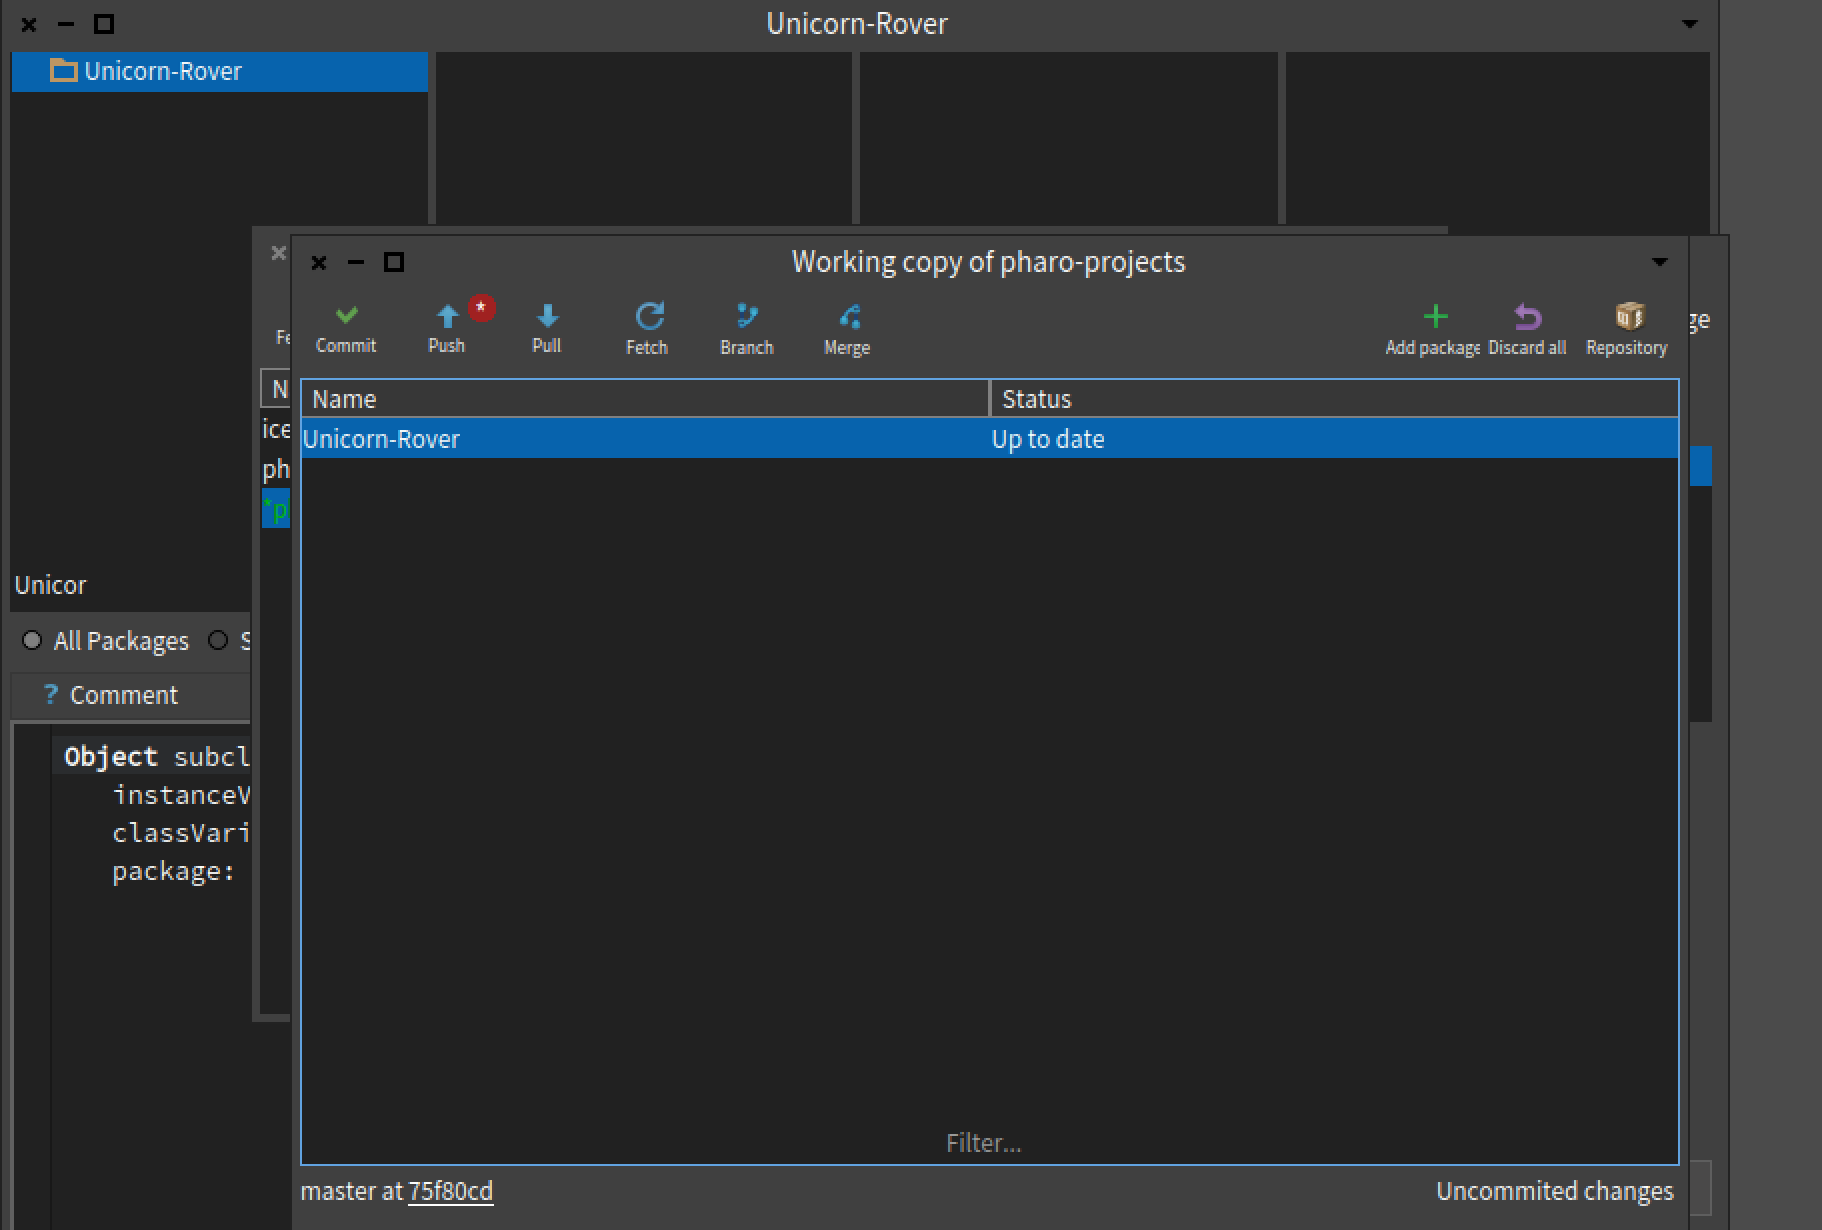 Unicorn-Rover
Unicorn-Rover
Working copy of pharo-projects
Commit
Push
*
Pull
Fetch
Branch
Merge
Add package
Discard all
Repository
Fe
ge
N
Name
Status
ice
Unicorn-Rover
Up to date
ph
*p
Unicor
All Packages
S
? Comment
Object subcl
instanceV
classVari
package:
Filter...
master at 75f80cd
Uncommited changes